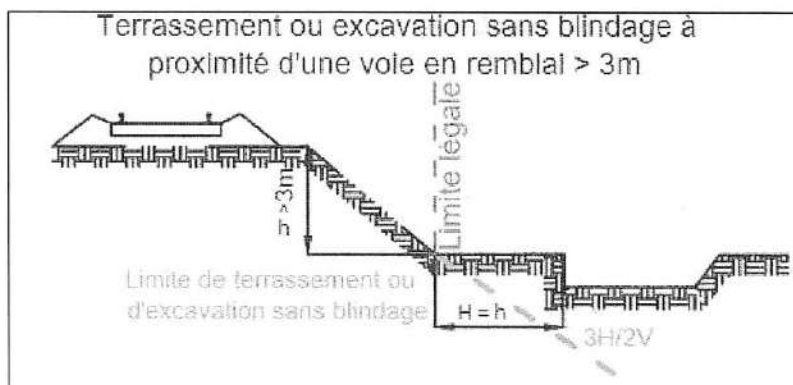 Terrassement ou excavation sans blindage à
proximité d'une voie en remblai > 3m
Limite légale
h >3m
Limite de terrassement ou
d'excavation sans blindage
H = h
3H/2V